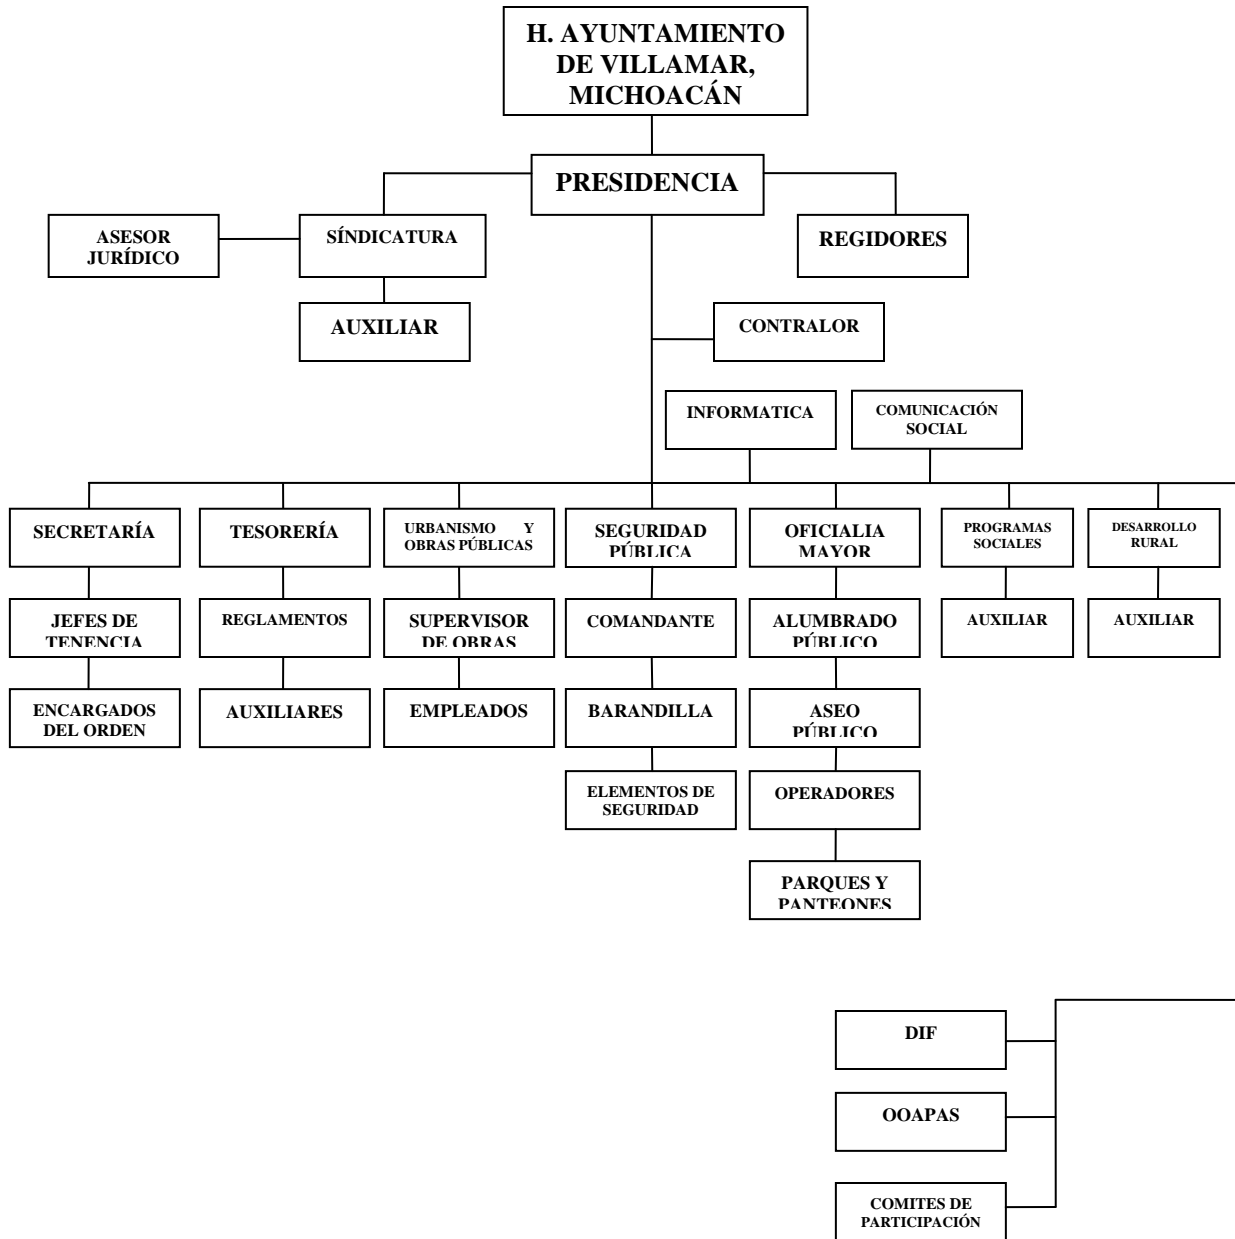 H. AYUNTAMIENTO
DE VILLAMAR,
MICHOACÁN
PRESIDENCIA
ASESOR
JURÍDICO
SÍNDICATURA
REGIDORES
AUXILIAR
CONTRALOR
INFORMATICA
COMUNICACIÓN
SOCIAL
SECRETARÍA
TESORERÍA
URBANISMO Y
OBRAS PÚBLICAS
SEGURIDAD
PÚBLICA
OFICIALIA
MAYOR
PROGRAMAS
SOCIALES
DESARROLLO
RURAL
JEFES DE
TENENCIA
REGLAMENTOS
SUPERVISOR
DE OBRAS
COMANDANTE
ALUMBRADO
PÚBLICO
AUXILIAR
AUXILIAR
ENCARGADOS
DEL ORDEN
AUXILIARES
EMPLEADOS
BARANDILLA
ASEO
PÚBLICO
ELEMENTOS DE
SEGURIDAD
OPERADORES
PARQUES Y
PANTEONES
DIF
OOAPAS
COMITES DE
PARTICIPACIÓN